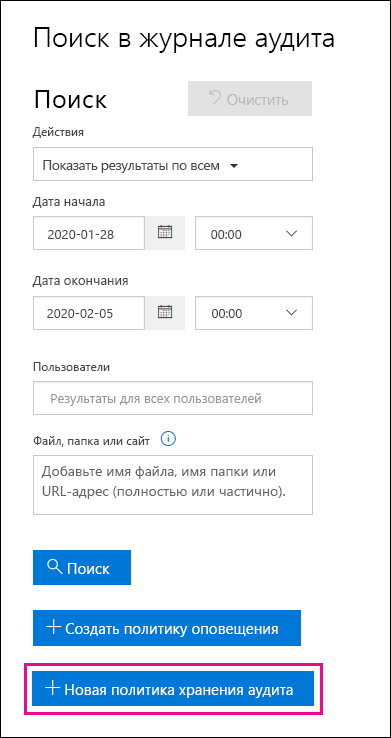 Поиск в журнале аудита
Поиск
Очистить
Действия
Показать результаты по всем
Дата начала
2020-01-28
00:00
Дата окончания
2020-02-05
00:00
Пользователи
Результаты для всех пользователей
Файл, папка или сайт
Добавьте имя файла, имя папки или
URL-адрес (полностью или частично).
Поиск
Создать политику оповещения
Новая политика хранения аудита